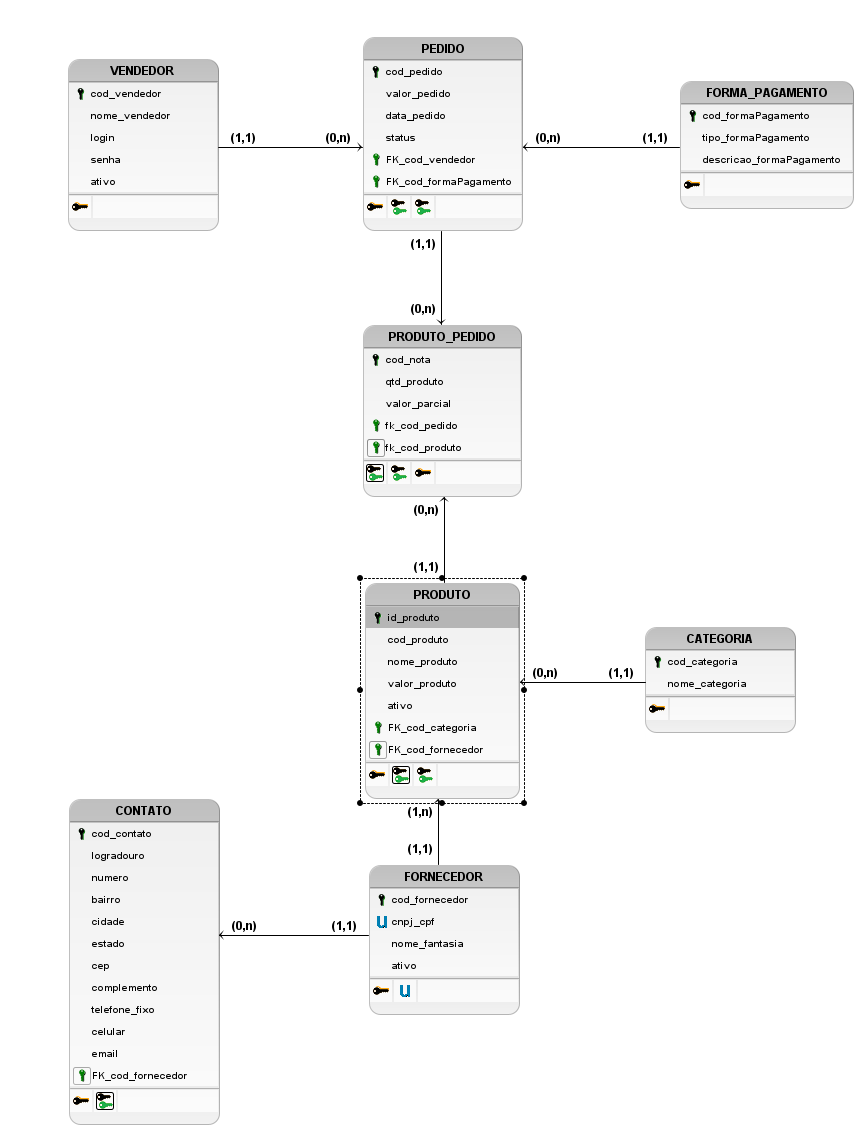 VENDEDOR
cod_vendedor
nome_vendedor
login
senha
ativo
(1,1)
(0,n)
PEDIDO
cod_pedido
valor_pedido
data_pedido
status
FK_cod_vendedor
FK_cod_formaPagamento
(0,n)
(1,1)
FORMA_PAGAMENTO
cod_formaPagamento
tipo_formaPagamento
descricao_formaPagamento
(1,1)
(0,n)
PRODUTO_PEDIDO
cod_nota
qtd_produto
valor_parcial
fk_cod_pedido
fk_cod_produto
(0,n)
(1,1)
PRODUTO
id_produto
cod_produto
nome_produto
valor_produto
ativo
FK_cod_categoria
FK_cod_fornecedor
(0,n)
(1,1)
CATEGORIA
cod_categoria
nome_categoria
(1,n)
(1,1)
FORNECEDOR
cod_fornecedor
U cnpj_cpf
nome_fantasia
ativo
U
(0,n)
(1,1)
CONTATO
cod_contato
logradouro
numero
bairro
cidade
estado
cep
complemento
telefone_fixo
celular
email
FK_cod_fornecedor